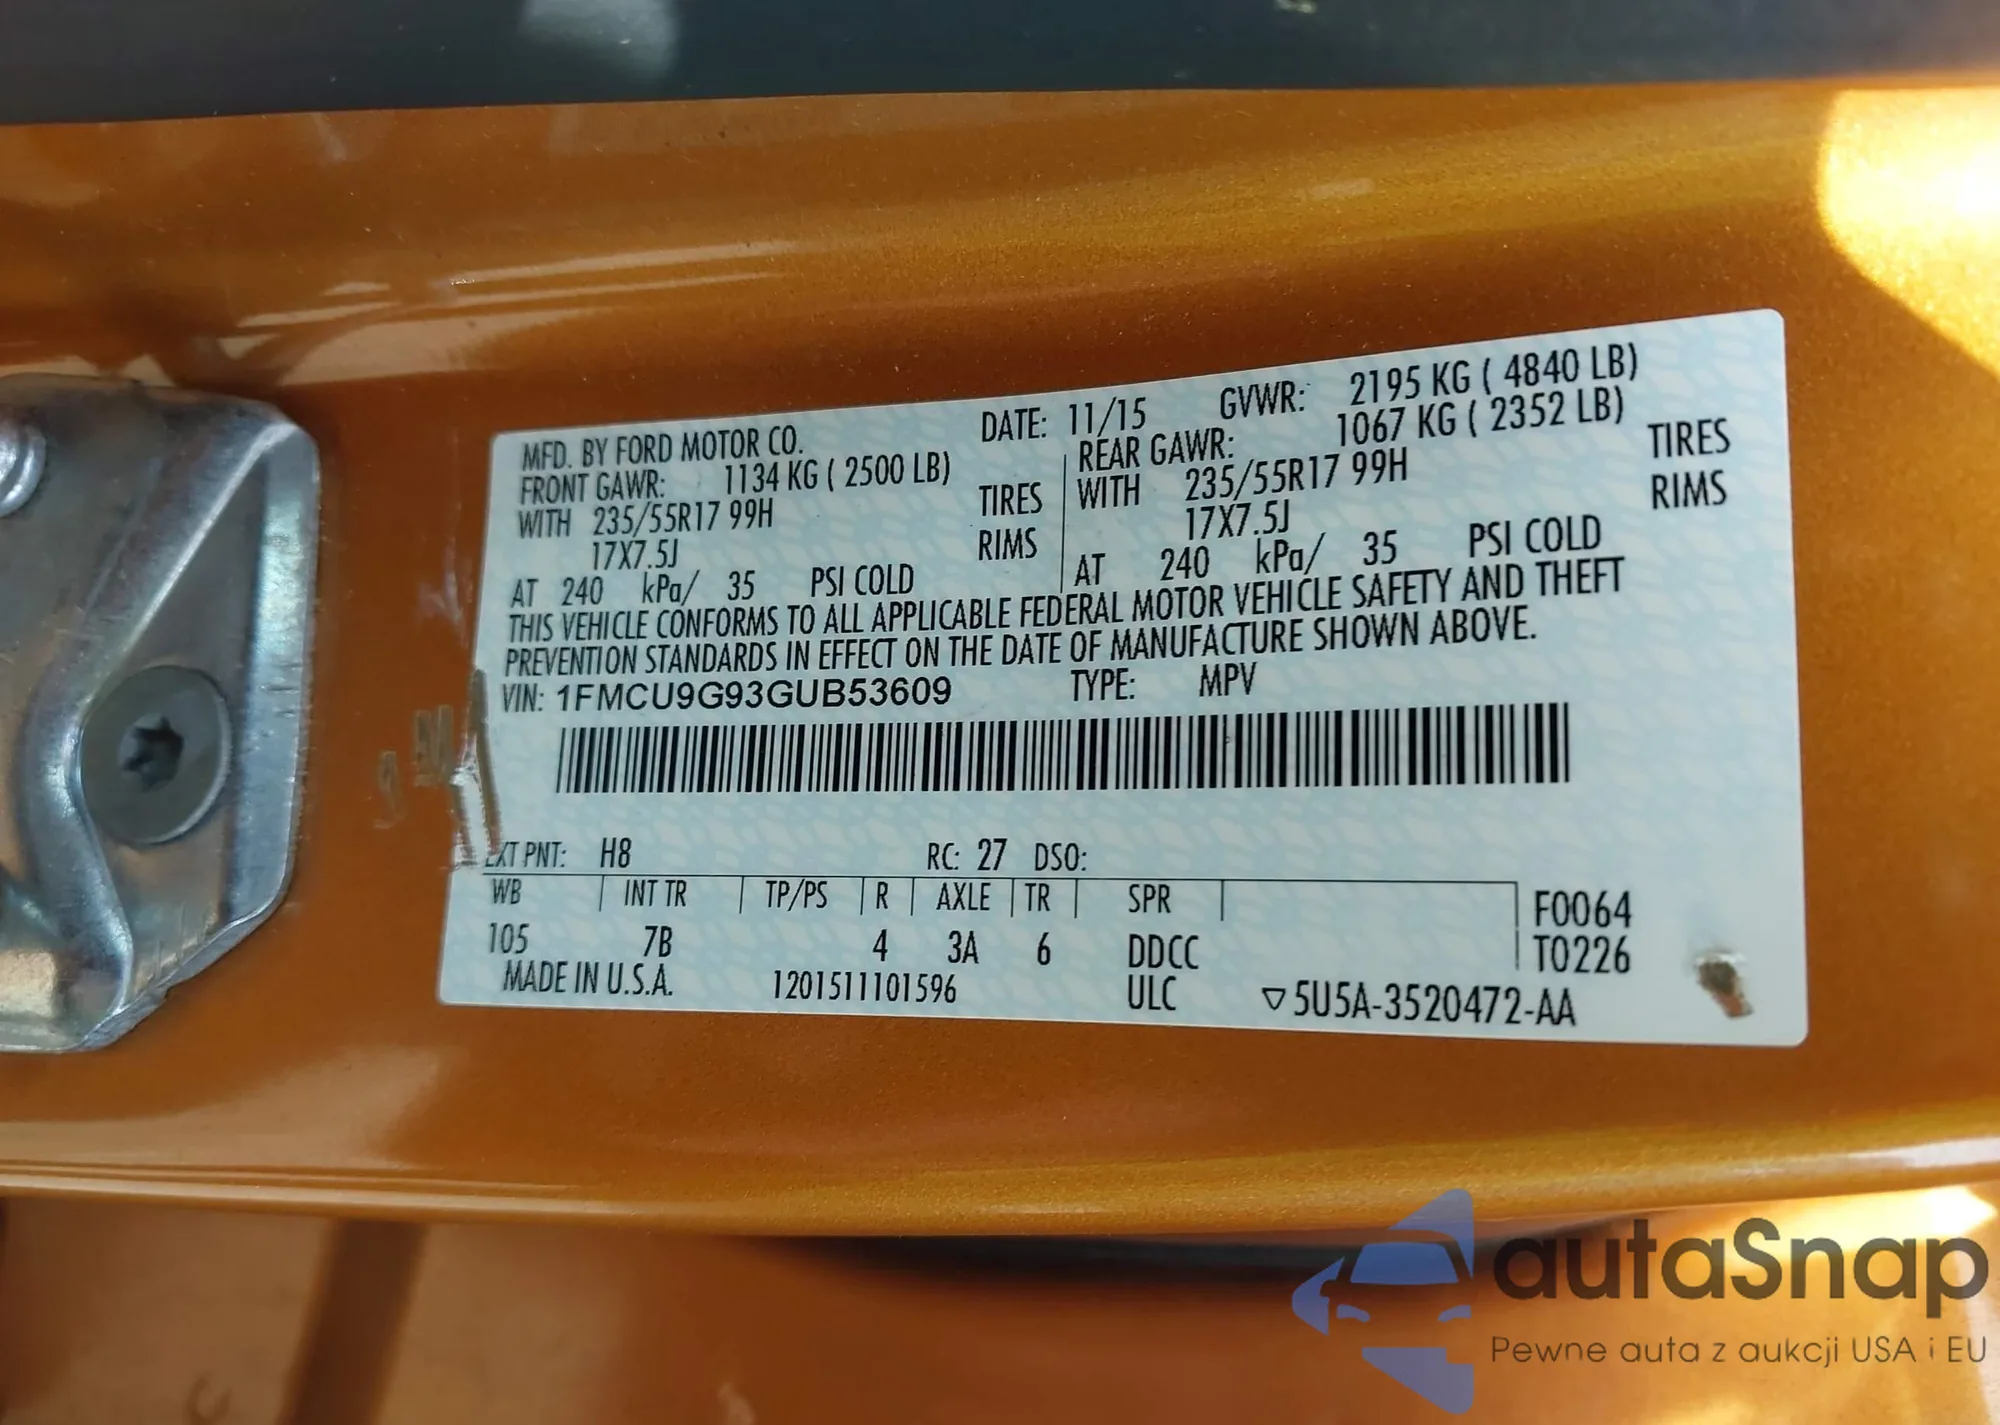 MFD. BY FORD MOTOR CO. DATE: 11/15 GVWR: 2195 KG ( 4840 LB)
FRONT GAWR: 1134 KG ( 2500 LB) REAR GAWR: 1067 KG ( 2352 LB)
WITH 235/55R17 99H TIRES WITH 235/55R17 99H TIRES
17X7.5J RIMS 17X7.5J RIMS
AT 240 kPa/ 35 PSI COLD AT 240 kPa/ 35 PSI COLD
THIS VEHICLE CONFORMS TO ALL APPLICABLE FEDERAL MOTOR VEHICLE SAFETY AND THEFT
PREVENTION STANDARDS IN EFFECT ON THE DATE OF MANUFACTURE SHOWN ABOVE.
VIN: 1FMCU9G93GUB53609 TYPE: MPV
EXT PNT: H8 RC: 27 DSO:
WB INT TR TP/PS R AXLE TR SPR F0064
105 7B 4 3A 6 DDCC T0226
MADE IN U.S.A. 1201511101596 ULC ▽5U5A-3520472-AA
autaSnap
Pewne auta z aukcji USA i EU